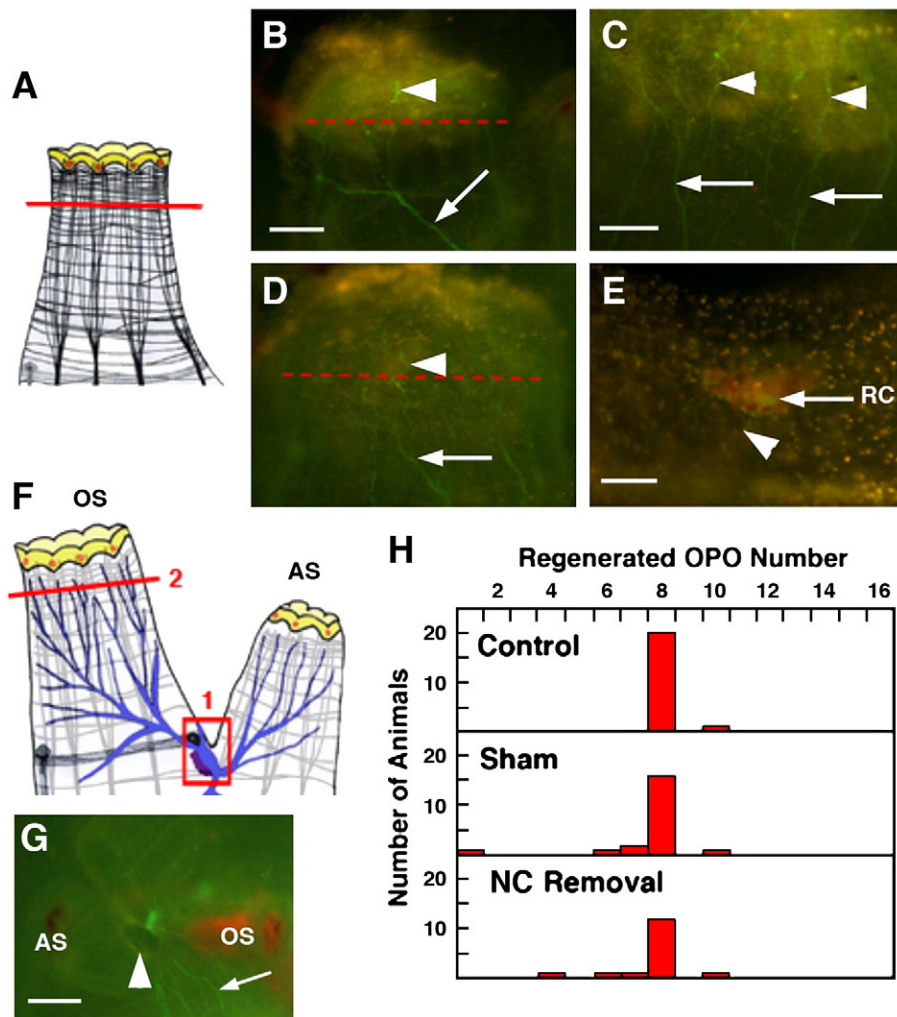 A
B
C
D
E
RC
F
OS
AS
2
1
G
AS
OS
H
Regenerated OPO Number
2 4 6 8 10 12 14 16
Number of Animals
20
10
Control
20
10
Sham
20
10
NC Removal